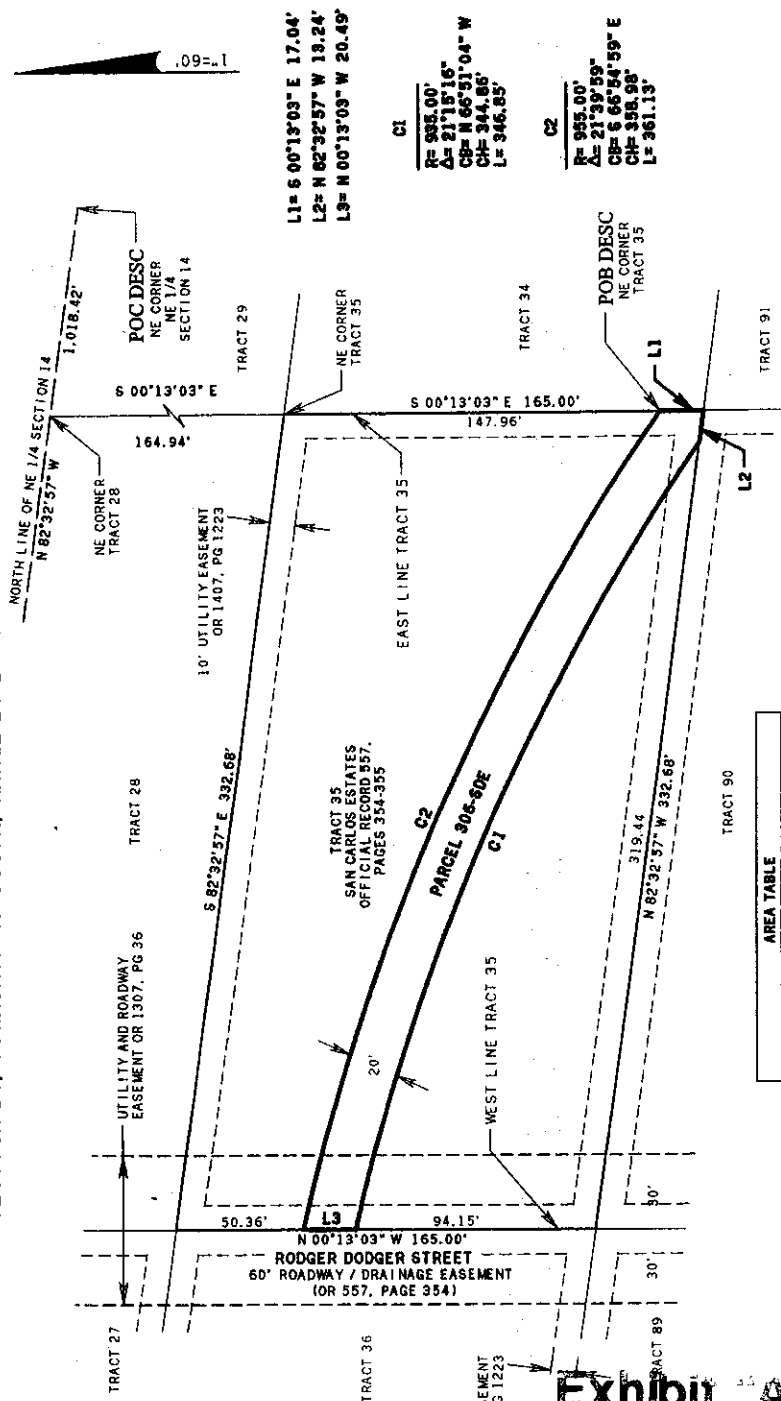 1"=60'
NORTH LINE OF NE 1/4 SECTION 14
N 82°32'57" W
1,018.42'
POC DESC
NE CORNER
NE 1/4
SECTION 14
NE CORNER
TRACT 28
S 00°13'03" E
164.94'
TRACT 29
L1= S 00°13'03" E 17.04'
L2= N 82°32'57" W 13.24'
L3= N 00°13'03" W 20.49'
C1
R= 935.00'
Δ= 21°15'16"
CB= N 66°51'04" W
CH= 344.86'
L= 346.85'
C2
R= 955.00'
Δ= 21°39'59"
CB= S 66°54'59" E
CH= 358.98'
L= 361.13'
UTILITY AND ROADWAY
EASEMENT OR 1307, PG 36
TRACT 28
10' UTILITY EASEMENT
OR 1407, PG 1223
S 82°32'57" E 332.68'
NE CORNER
TRACT 35
TRACT 34
S 00°13'03" E 165.00'
147.96'
EAST LINE TRACT 35
POB DESC
NE CORNER
TRACT 35
TRACT 35
SAN CARLOS ESTATES
OFFICIAL RECORD 557,
PAGES 354-355
C2
PARCEL 306-60E
C1
20'
L1
L2
TRACT 91
WEST LINE TRACT 35
319.44
N 82°32'57" W 332.68'
TRACT 90
50.36'
L3
94.15'
N 00°13'03" W 165.00'
RODGER DODGER STREET
60' ROADWAY / DRAINAGE EASEMENT
(OR 557, PAGE 354)
30'
30'
TRACT 27
TRACT 36
EMENT
G 1223
TRACT 89
AREA TABLE
Exhibit A